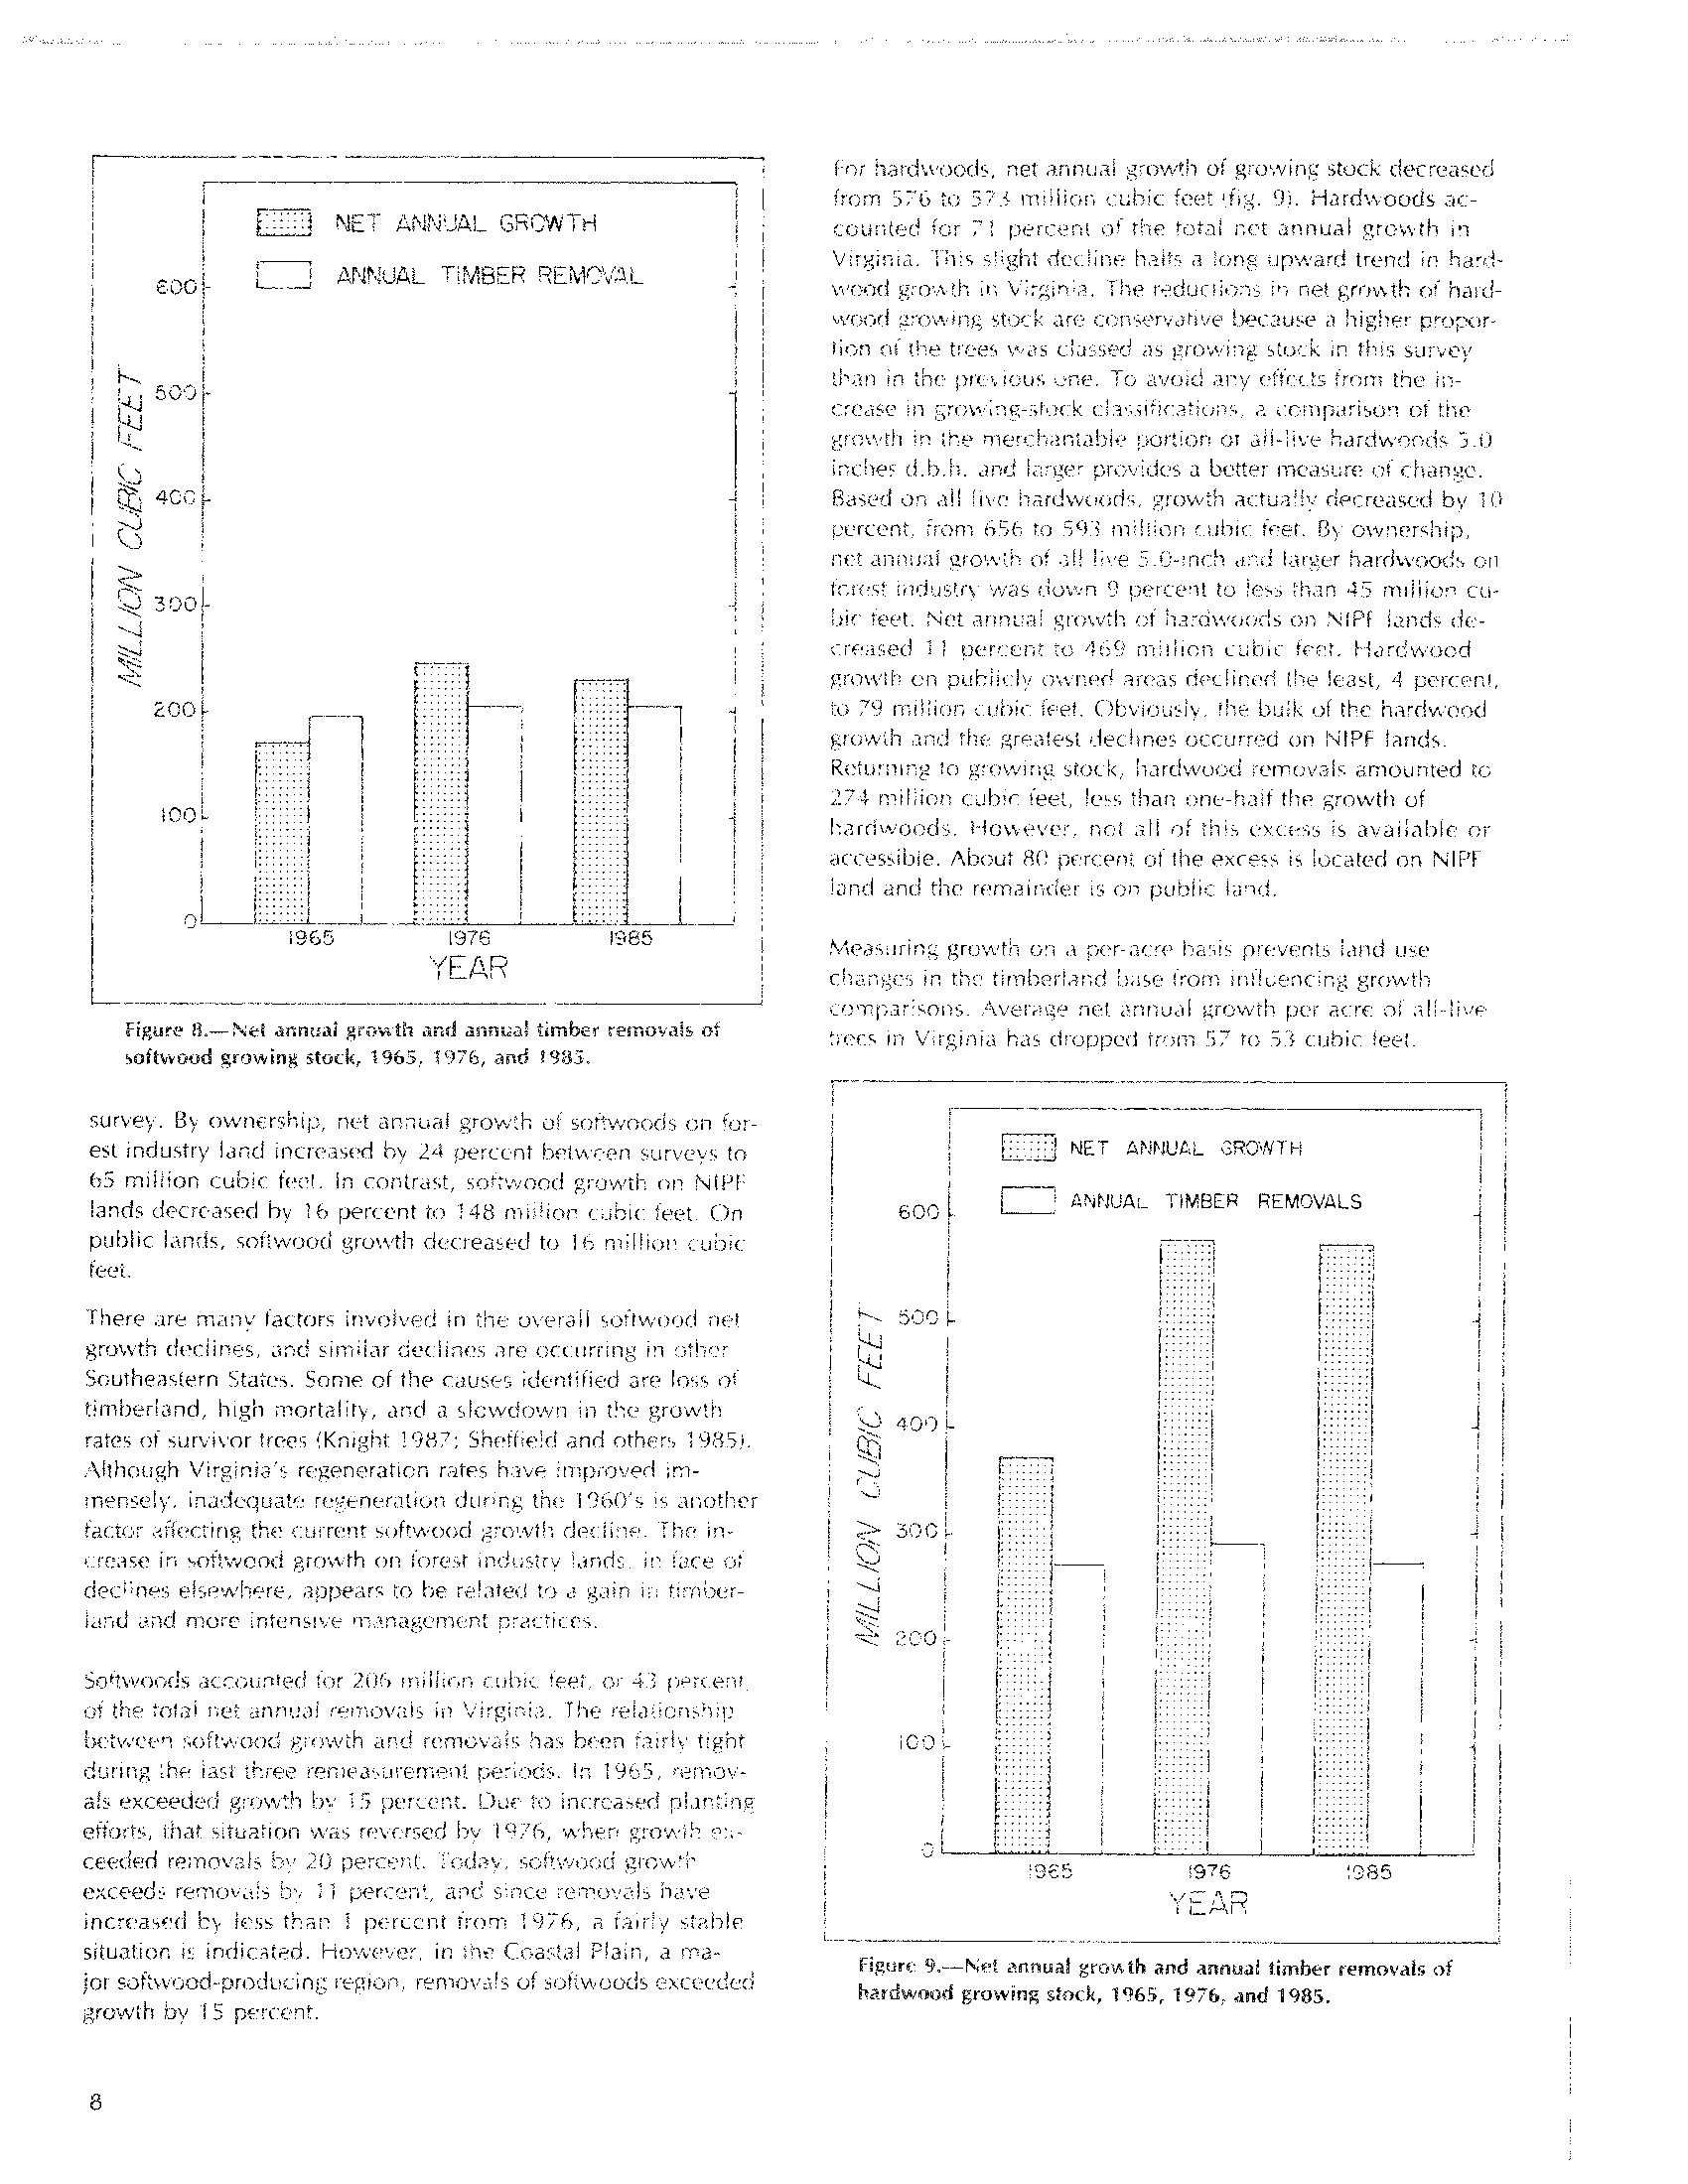 NET ANNUAL GROWTH
ANNUAL TIMBER REMOVAL
600
500
400
300
200
100
0
MILLION CUBIC FEET
1965 1976 1985
YEAR
Figure 8.—Net annual growth and annual timber removals of
softwood growing stock, 1965, 1976, and 1985.
survey. By ownership, net annual growth of softwoods on for-
est industry land increased by 24 percent between surveys to
65 million cubic feet. In contrast, softwood growth on NIPF
lands decreased by 16 percent to 148 million cubic feet. On
public lands, softwood growth decreased to 16 million cubic
feet.
There are many factors involved in the overall softwood net
growth declines, and similar declines are occurring in other
Southeastern States. Some of the causes identified are loss of
timberland, high mortality, and a slowdown in the growth
rates of survivor trees (Knight 1987; Sheffield and others 1985).
Although Virginia's regeneration rates have improved im-
mensely, inadequate regeneration during the 1960's is another
factor affecting the current softwood growth decline. The in-
crease in softwood growth on forest industry lands, in face of
declines elsewhere, appears to be related to a gain in timber-
land and more intensive management practices.
Softwoods accounted for 206 million cubic feet, or 43 percent,
of the total net annual removals in Virginia. The relationship
between softwood growth and removals has been fairly tight
during the last three remeasurement periods. In 1965, remov-
als exceeded growth by 15 percent. Due to increased planting
efforts, that situation was reversed by 1976, when growth ex-
ceeded removals by 20 percent. Today, softwood growth
exceeds removals by 11 percent, and since removals have
increased by less than 1 percent from 1976, a fairly stable
situation is indicated. However, in the Coastal Plain, a ma-
jor softwood-producing region, removals of softwoods exceeded
growth by 15 percent.
8
For hardwoods, net annual growth of growing stock decreased
from 576 to 573 million cubic feet (fig. 9). Hardwoods ac-
counted for 71 percent of the total net annual growth in
Virginia. This slight decline halts a long upward trend in hard-
wood growth in Virginia. The reductions in net growth of hard-
wood growing stock are conservative because a higher propor-
tion of the trees was classed as growing stock in this survey
than in the previous one. To avoid any effects from the in-
crease in growing-stock classifications, a comparison of the
growth in the merchantable portion of all-live hardwoods 5.0
inches d.b.h. and larger provides a better measure of change.
Based on all live hardwoods, growth actually decreased by 10
percent, from 656 to 593 million cubic feet. By ownership,
net annual growth of all live 5.0-inch and larger hardwoods on
forest industry was down 9 percent to less than 45 million cu-
bic feet. Net annual growth of hardwoods on NIPF lands de-
creased 11 percent to 469 million cubic feet. Hardwood
growth on publicly owned areas declined the least, 4 percent,
to 79 million cubic feet. Obviously, the bulk of the hardwood
growth and the greatest declines occurred on NIPF lands.
Returning to growing stock, hardwood removals amounted to
274 million cubic feet, less than one-half the growth of
hardwoods. However, not all of this excess is available or
accessible. About 80 percent of the excess is located on NIPF
land and the remainder is on public land.
Measuring growth on a per-acre basis prevents land use
changes in the timberland base from influencing growth
comparisons. Average net annual growth per acre of all-live
trees in Virginia has dropped from 57 to 53 cubic feet.
NET ANNUAL GROWTH
ANNUAL TIMBER REMOVALS
600
500
400
300
200
100
0
MILLION CUBIC FEET
1965 1976 1985
YEAR
Figure 9.—Net annual growth and annual timber removals of
hardwood growing stock, 1965, 1976, and 1985.